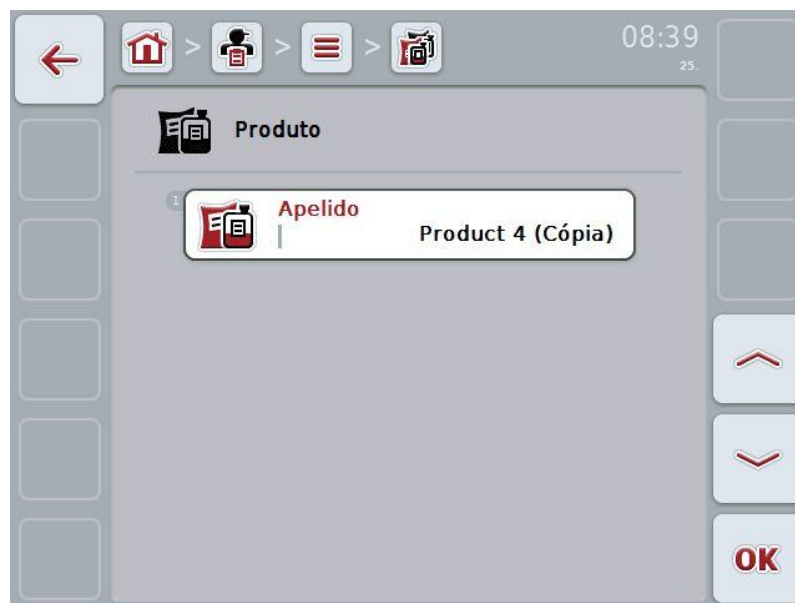 > > >
08:39
25.
Produto
1
Apelido
Product 4 (Cópia)
OK